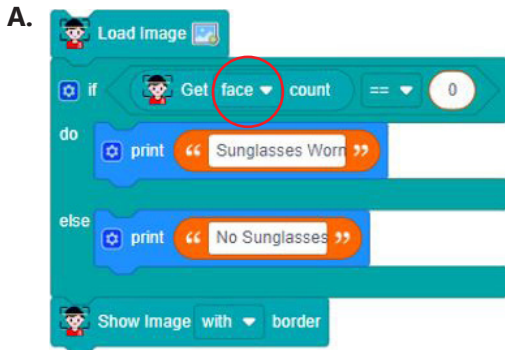 A.
Load Image
if Get face count == 0
do
print “ Sunglasses Worn ”
else
print “ No Sunglasses ”
Show Image with border